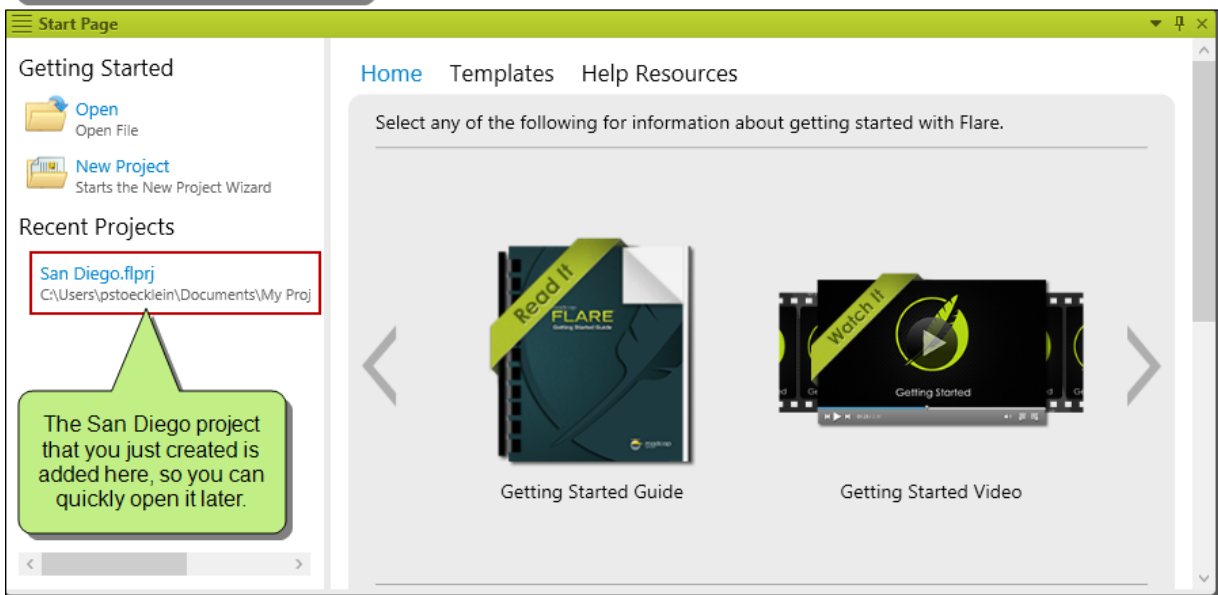 Start Page
Getting Started
Open
Open File
New Project
Starts the New Project Wizard
Recent Projects
San Diego.flprj
C:\Users\pstoecklein\Documents\My Proj
The San Diego project
that you just created is
added here, so you can
quickly open it later.
Home Templates Help Resources
Select any of the following for information about getting started with Flare.
Read It
FLARE
Getting Started Guide
madcap
Getting Started Guide
Watch It
Getting Started
Getting Started Video